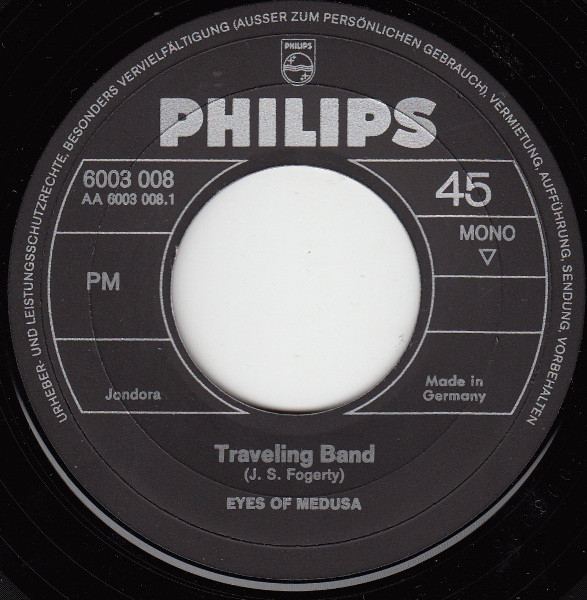 URHEBER- UND LEISTUNGSSCHUTZRECHTE, BESONDERS VERVIELFÄLTIGUNG (AUSSER ZUM PERSÖNLICHEN GEBRAUCH), VERMIETUNG, AUFFÜHRUNG, SENDUNG, VORBEHALTEN
PHILIPS
PHILIPS
6003 008
AA 6003 008.1
45
MONO
PM
Jondora
Made in
Germany
Traveling Band
(J. S. Fogerty)
EYES OF MEDUSA